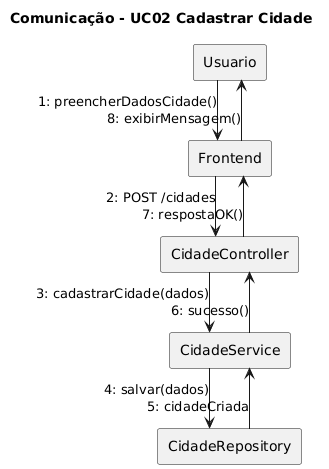 Comunicação - UC02 Cadastrar Cidade
Usuario
1: preencherDadosCidade()
8: exibirMensagem()
Frontend
2: POST /cidades
7: respostaOK()
CidadeController
3: cadastrarCidade(dados)
6: sucesso()
CidadeService
4: salvar(dados)
5: cidadeCriada
CidadeRepository